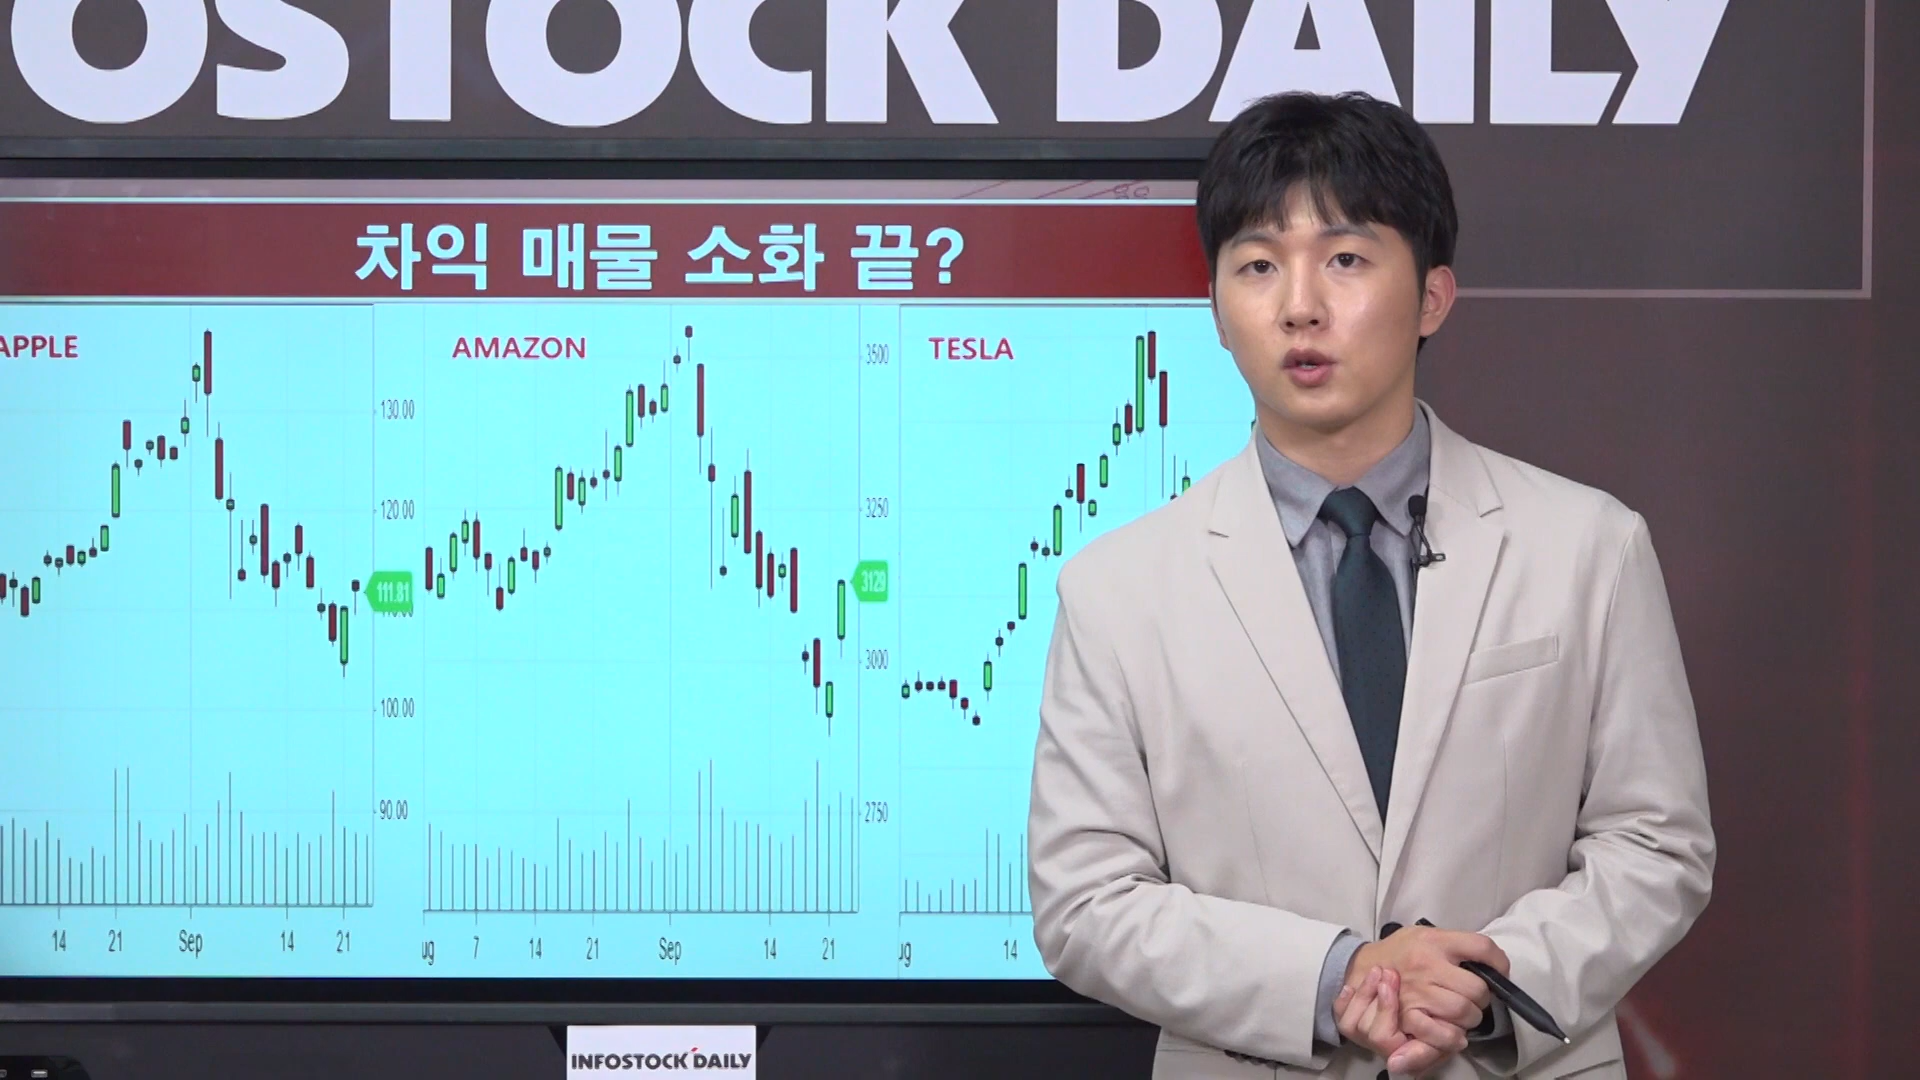 FOSTOCK DAILY
차익 매물 소화 끝?
APPLE
AMAZON
TESLA
130.00
120.00
111.81
100.00
90.00
3500
3250
3129
3000
2750
14 21 Sep 14 21
ug 7 14 21 Sep 14 21
ug 14
INFOSTOCK DAILY